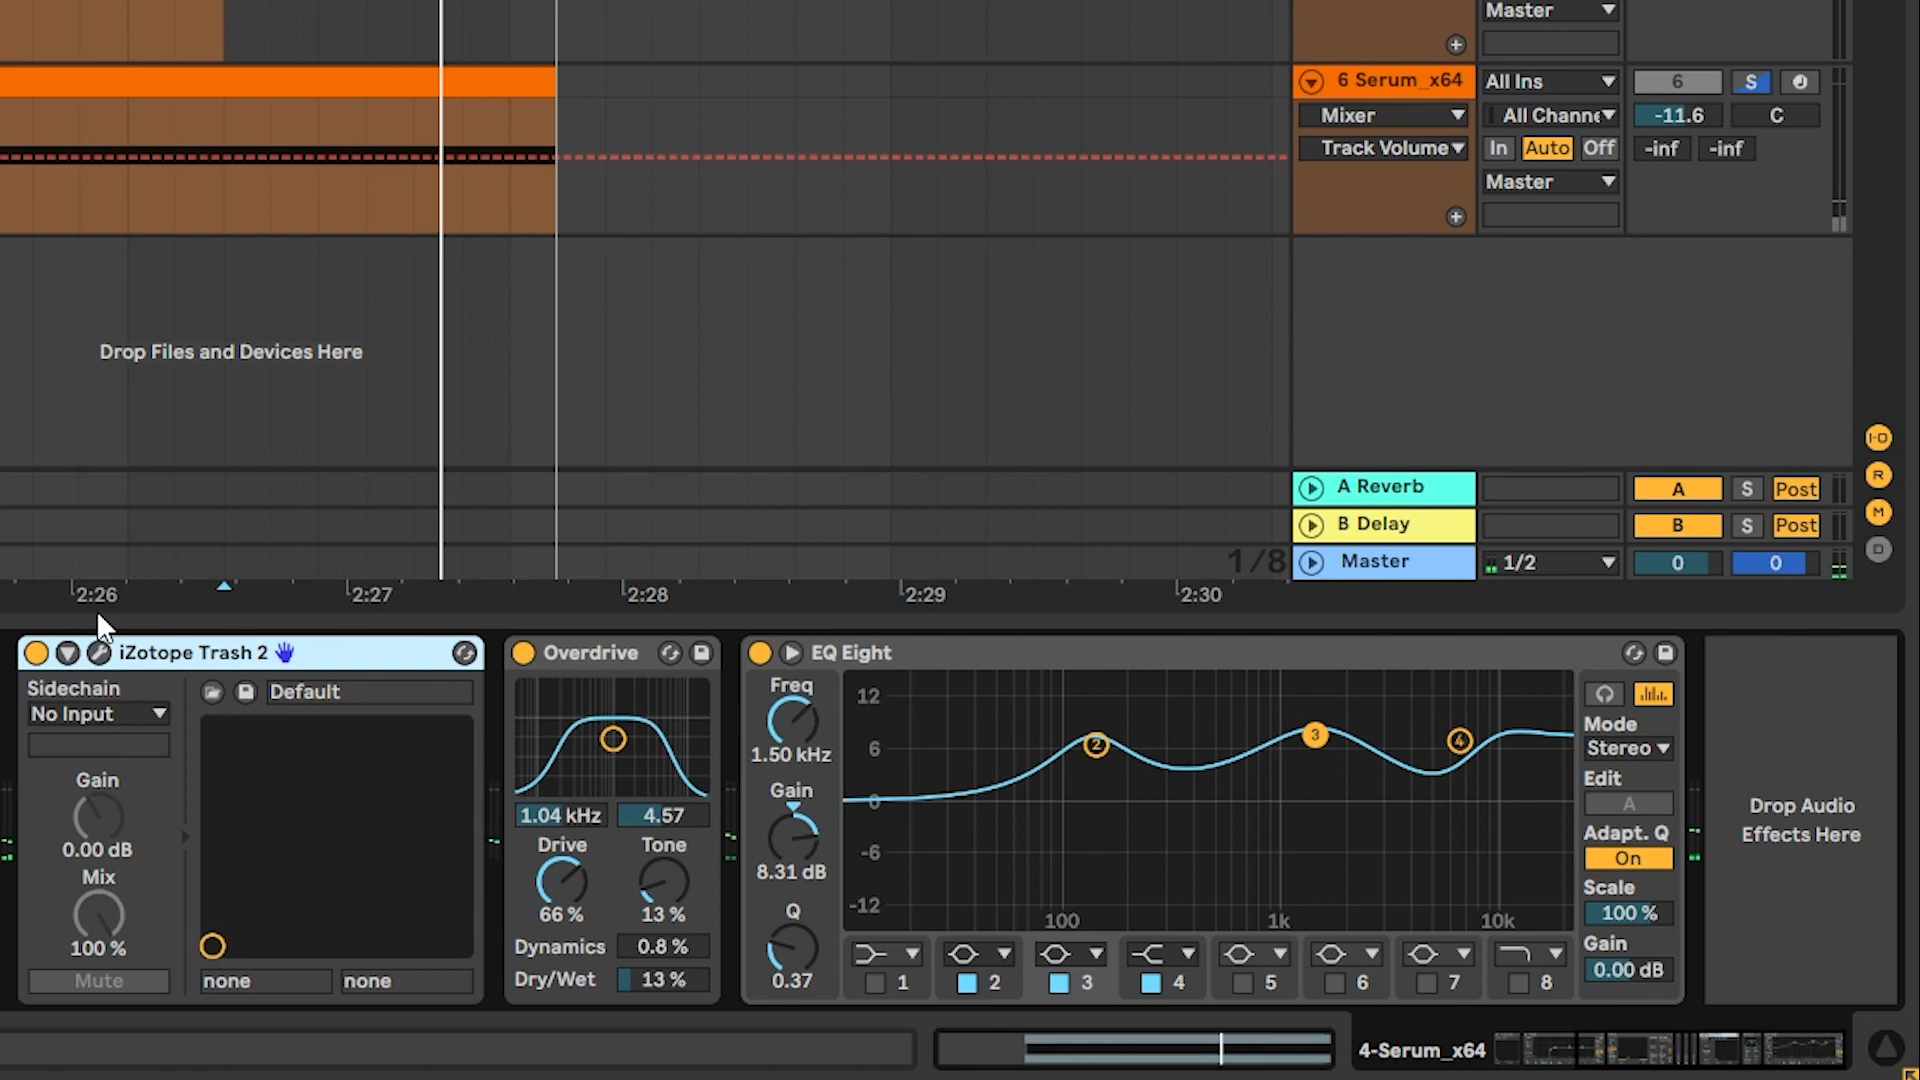 Master
6 Serum_x64
All Ins
6
S
Mixer
All Channe
-11.6
C
Track Volume
In
Auto
Off
-inf
-inf
Master
Drop Files and Devices Here
I-O
R
A Reverb
A
S
Post
M
B Delay
B
S
Post
D
1/8
Master
1/2
0
0
2:26
2:27
2:28
2:29
2:30
iZotope Trash 2
Sidechain
No Input
Default
Gain
0.00 dB
Mix
100 %
Mute
none
none
Overdrive
1.04 kHz
4.57
Drive
Tone
66 %
13 %
Dynamics
0.8 %
Dry/Wet
13 %
EQ Eight
Freq
1.50 kHz
Gain
8.31 dB
Q
0.37
12
6
0
-6
-12
2
3
4
100
1k
10k
1
2
3
4
5
6
7
8
Mode
Stereo
Edit
A
Adapt. Q
On
Scale
100 %
Gain
0.00 dB
Drop Audio
Effects Here
4-Serum_x64